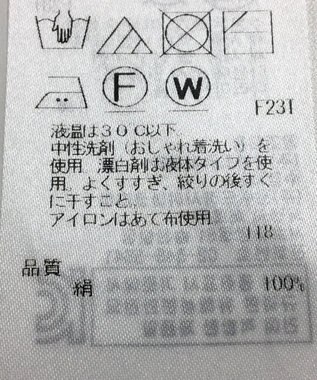 F W
F23I
液温は30℃以下
中性洗剤（おしゃれ着洗い）を
使用 漂白剤は液体タイフを使
用。よくすすぎ、絞りの後すぐ
に干すこと。
アイロンはあて布使用
118
品質
絹 100%